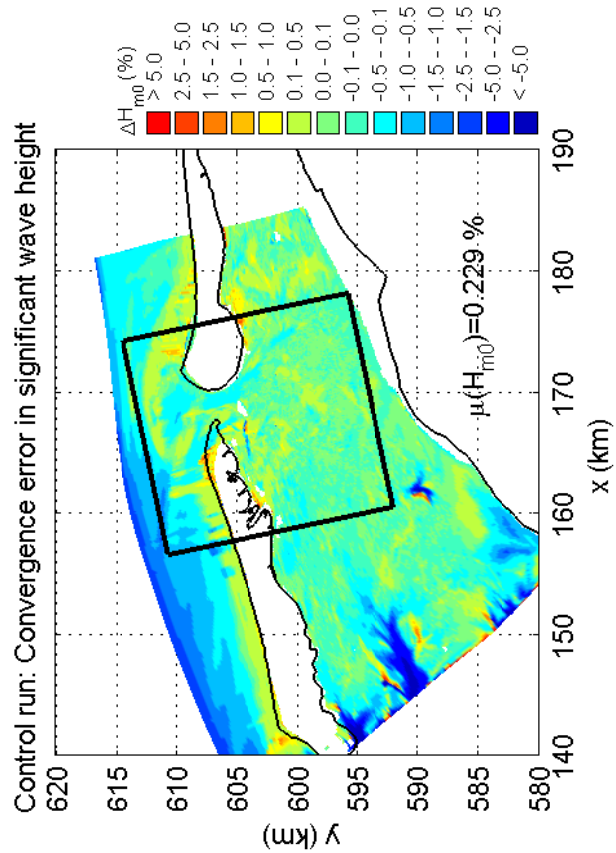 Control run: Convergence error in significant wave height
620
615
610
605
600
595
590
585
580
y (km)
140
150
160
170
180
190
x (km)
μ(Hm0)=0.229 %
ΔHm0 (%)
> 5.0
2.5 - 5.0
1.5 - 2.5
1.0 - 1.5
0.5 - 1.0
0.1 - 0.5
0.0 - 0.1
-0.1 - 0.0
-0.5 - -0.1
-1.0 - -0.5
-1.5 - -1.0
-2.5 - -1.5
-5.0 - -2.5
< -5.0